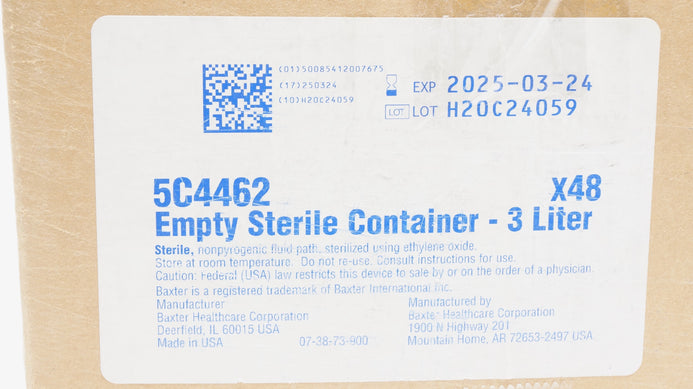 (01)50085412007675
(17)250324
(10)H20C24059
EXP 2025-03-24
LOT LOT H20C24059
5C4462 X48
Empty Sterile Container - 3 Liter
Sterile, nonpyrogenic fluid path, sterilized using ethylene oxide.
Store at room temperature. Do not re-use. Consult instructions for use.
Caution: Federal (USA) law restricts this device to sale by or on the order of a physician.
Baxter is a registered trademark of Baxter International Inc.
Manufacturer
Baxter Healthcare Corporation
Deerfield, IL 60015 USA
Made in USA 07-38-73-900
Manufactured by
Baxter Healthcare Corporation
1900 N Highway 201
Mountain Home, AR 72653-2497 USA